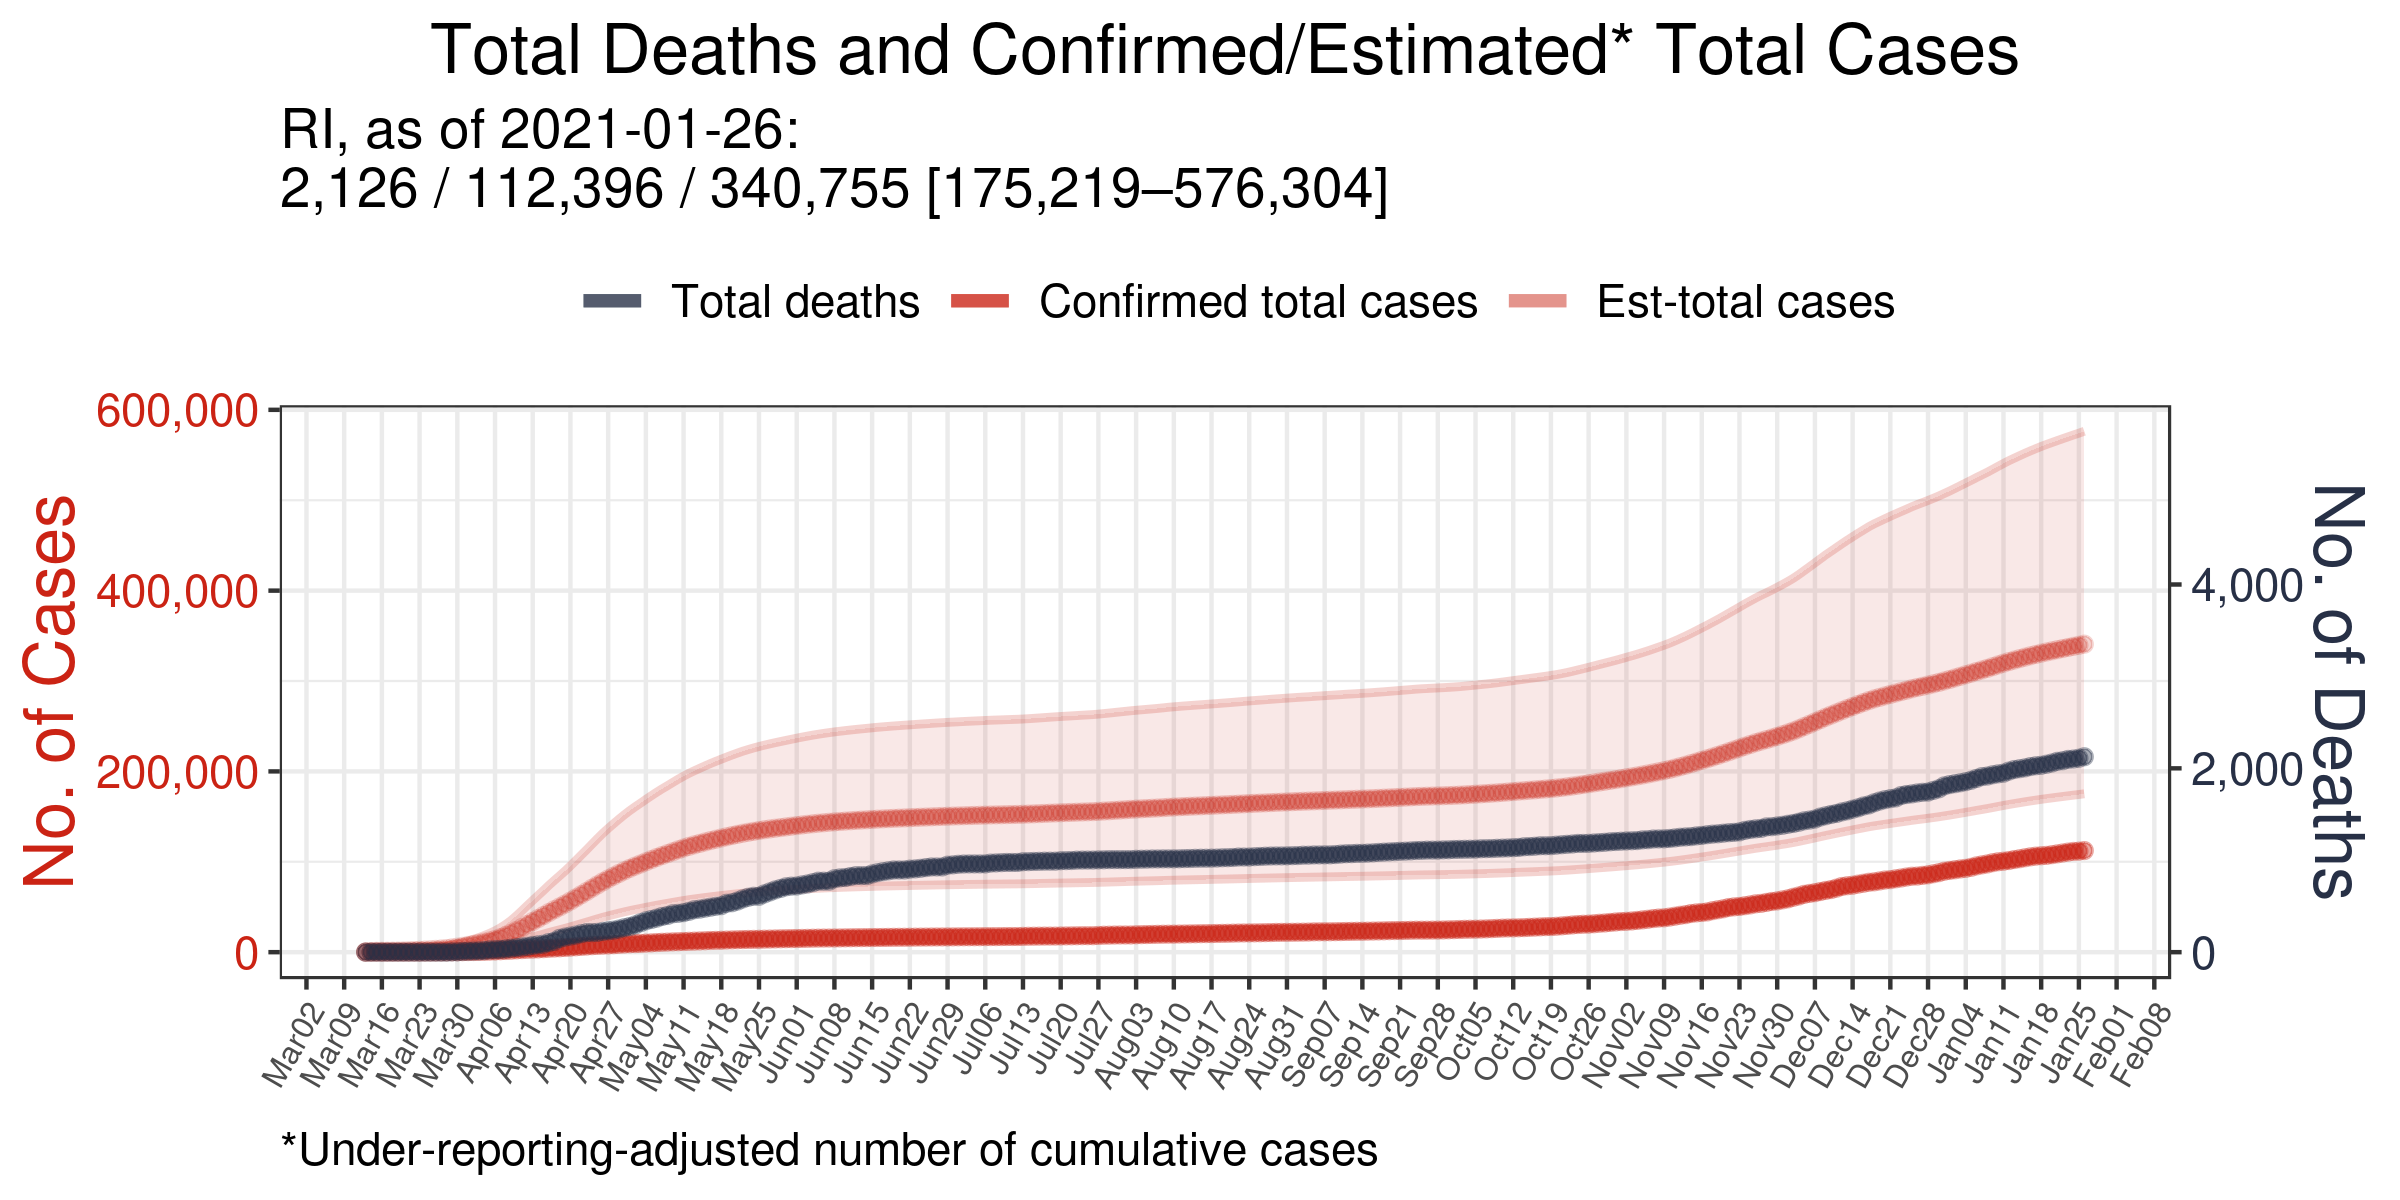 Total Deaths and Confirmed/Estimated* Total Cases
RI, as of 2021-01-26:
2,126 / 112,396 / 340,755 [175,219–576,304]
Total deaths
Confirmed total cases
Est-total cases
No. of Cases
600,000
400,000
200,000
0
4,000
2,000
0
No. of Deaths
Mar02
Mar09
Mar16
Mar23
Mar30
Apr06
Apr13
Apr20
Apr27
May04
May11
May18
May25
Jun01
Jun08
Jun15
Jun22
Jun29
Jul06
Jul13
Jul20
Jul27
Aug03
Aug10
Aug17
Aug24
Aug31
Sep07
Sep14
Sep21
Sep28
Oct05
Oct12
Oct19
Oct26
Nov02
Nov09
Nov16
Nov23
Nov30
Dec07
Dec14
Dec21
Dec28
Jan04
Jan11
Jan18
Jan25
Feb01
Feb08
*Under-reporting-adjusted number of cumulative cases